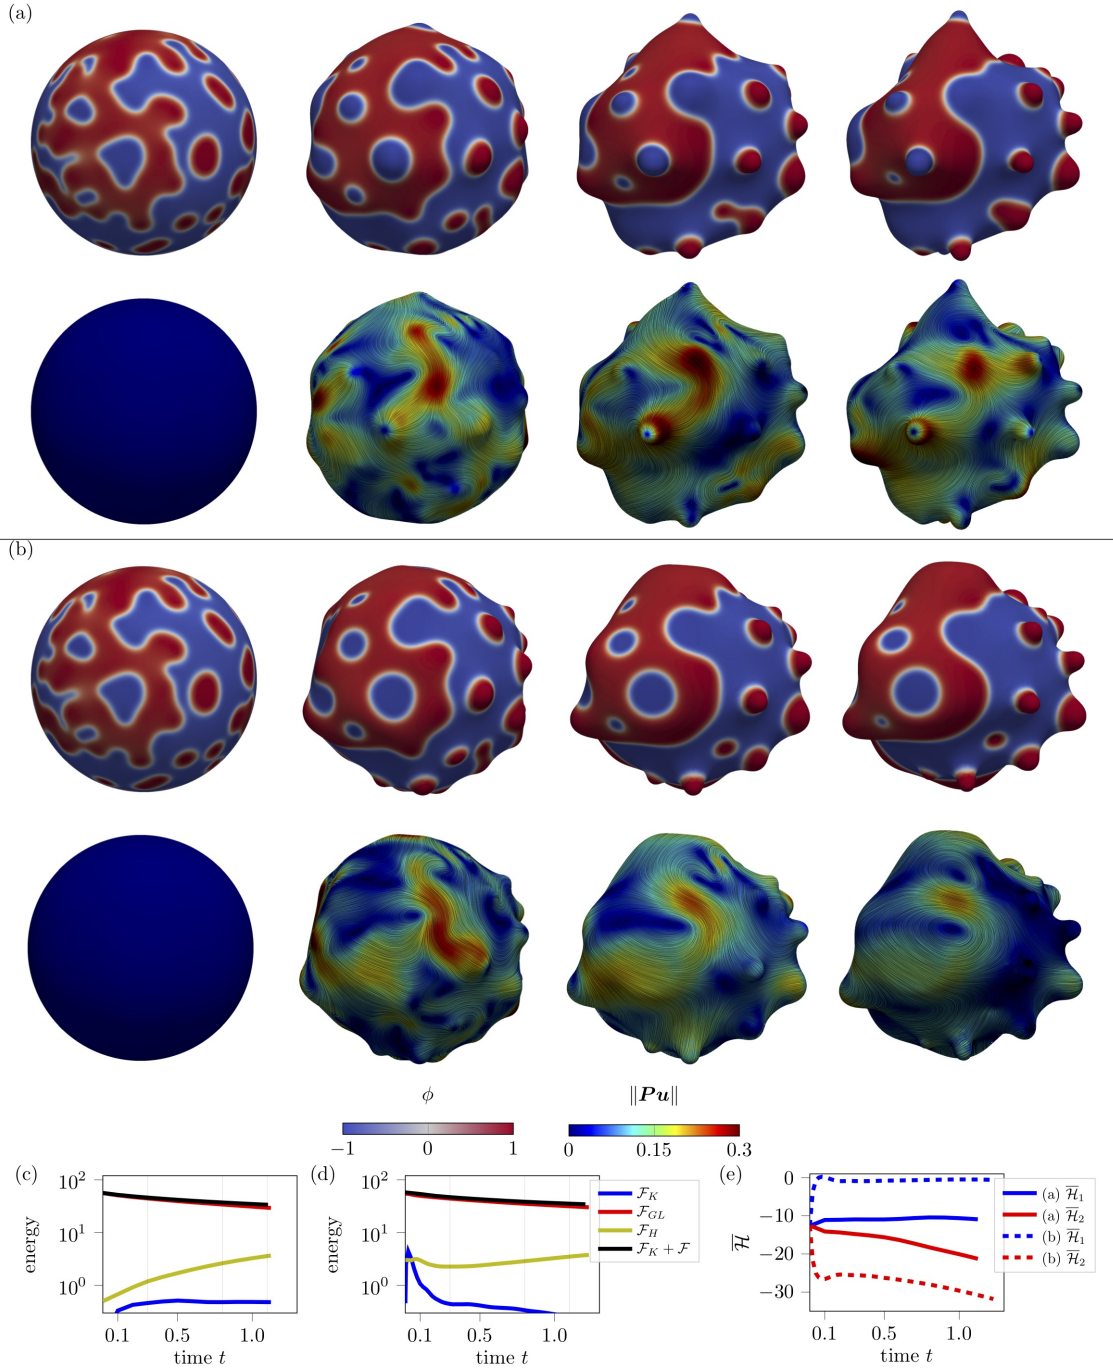 (a)
(b)
ϕ
‖Pu‖
−1 0 1
0 0.15 0.3
(c)
energy
10²
10¹
10⁰
0.1 0.5 1.0
time t
(d)
energy
10²
10¹
10⁰
0.1 0.5 1.0
time t
F_K
F_GL
F_H
F_K + F
(e)
H̅
0
−10
−20
−30
0.1 0.5 1.0
time t
(a) H̅₁
(a) H̅₂
(b) H̅₁
(b) H̅₂